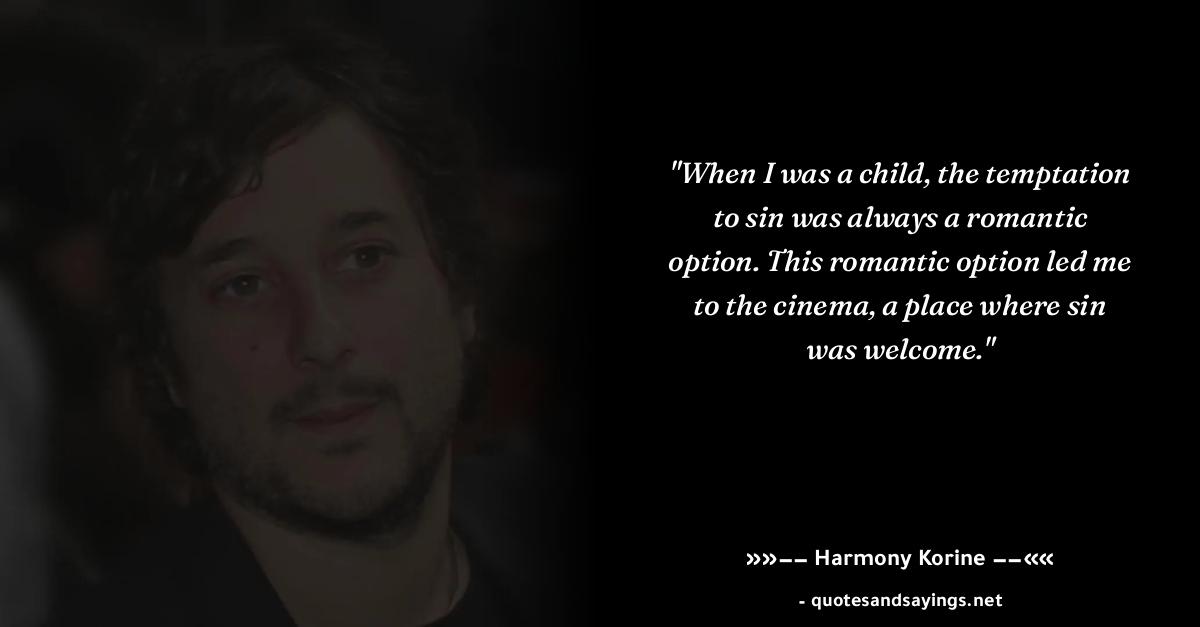 "When I was a child, the temptation
to sin was always a romantic
option. This romantic option led me
to the cinema, a place where sin
was welcome."
»»–– Harmony Korine ––««
- quotesandsayings.net